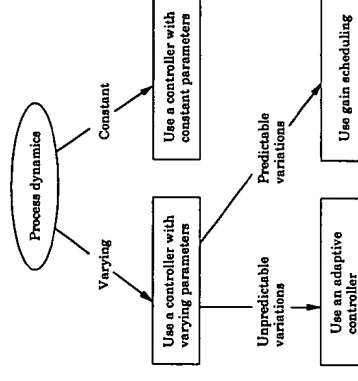 Process dynamics
Varying
Constant
Use a controller with
varying parameters
Use a controller with
constant parameters
Unpredictable
variations
Predictable
variations
Use an adaptive
controller
Use gain scheduling